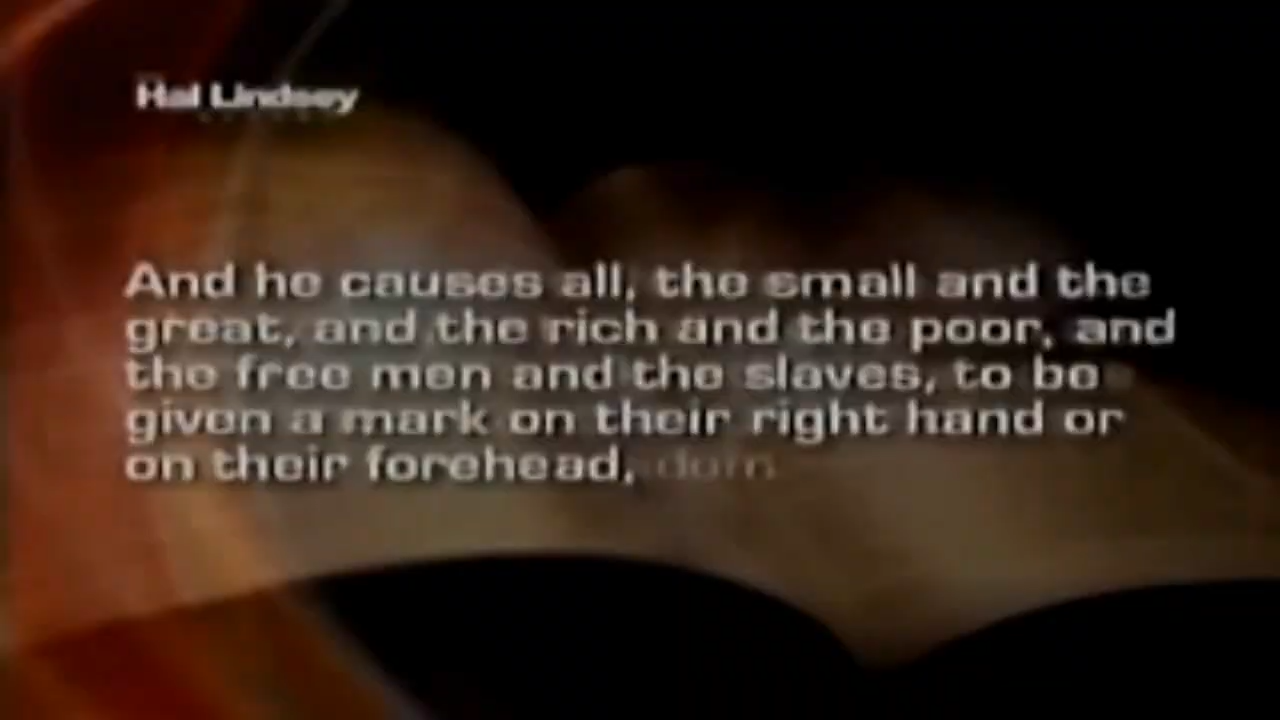 Hal Lindsey
And he causes all, the small and the
great, and the rich and the poor, and
the free men and the slaves, to be
given a mark on their right hand or
on their forehead,